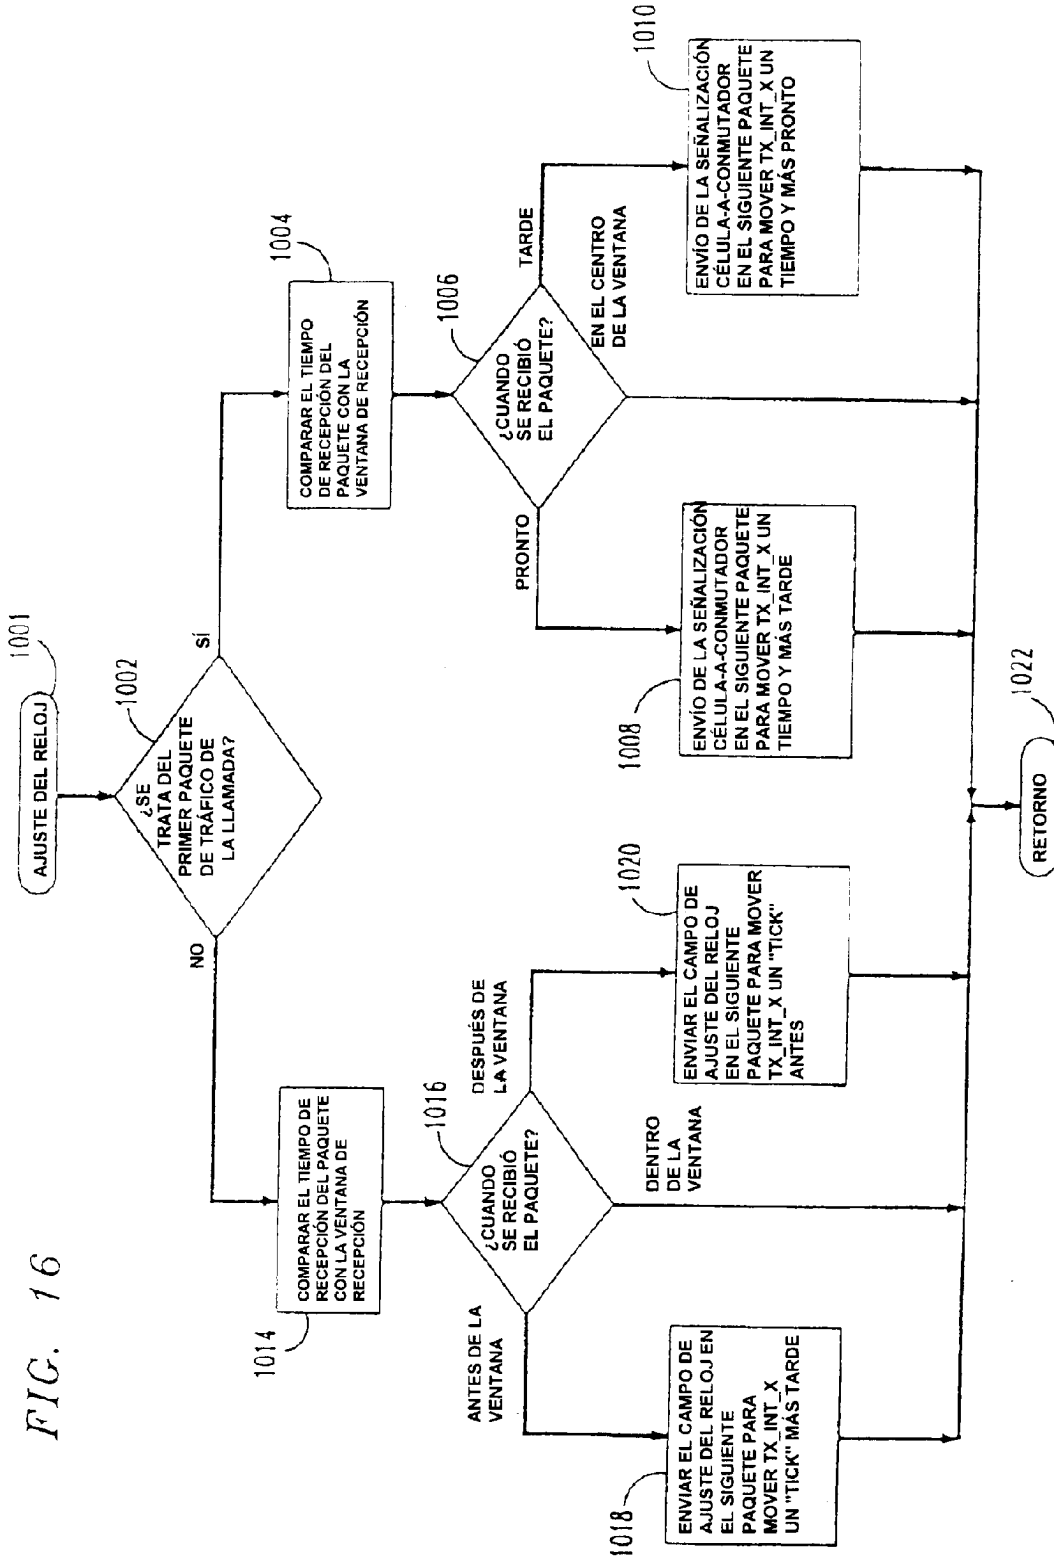 FIG. 16
AJUSTE DEL RELOJ
1001
¿SE
TRATA DEL
PRIMER PAQUETE
DE TRÁFICO DE
LA LLAMADA?
1002
NO
SÍ
COMPARAR EL TIEMPO DE
RECEPCIÓN DEL PAQUETE
CON LA VENTANA DE
RECEPCIÓN
1014
COMPARAR EL TIEMPO
DE RECEPCIÓN DEL
PAQUETE CON LA
VENTANA DE RECEPCIÓN
1004
¿CUANDO
SE RECIBIÓ
EL PAQUETE?
1016
ANTES DE LA
VENTANA
DESPUÉS DE
LA VENTANA
DENTRO
DE LA
VENTANA
¿CUANDO
SE RECIBIÓ
EL PAQUETE?
1006
PRONTO
TARDE
EN EL CENTRO
DE LA VENTANA
ENVIAR EL CAMPO DE
AJUSTE DEL RELOJ EN
EL SIGUIENTE
PAQUETE PARA
MOVER TX_INT_X
UN "TICK" MÁS TARDE
1018
ENVIAR EL CAMPO DE
AJUSTE DEL RELOJ
EN EL SIGUIENTE
PAQUETE PARA MOVER
TX_INT_X UN "TICK"
ANTES
1020
ENVÍO DE LA SEÑALIZACIÓN
CÉLULA-A-CONMUTADOR
EN EL SIGUIENTE PAQUETE
PARA MOVER TX_INT_X UN
TIEMPO Y MÁS TARDE
1008
ENVÍO DE LA SEÑALIZACIÓN
CÉLULA-A-CONMUTADOR
EN EL SIGUIENTE PAQUETE
PARA MOVER TX_INT_X UN
TIEMPO Y MÁS PRONTO
1010
RETORNO
1022